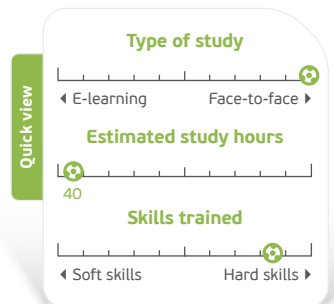 Quick view
Type of study
E-learning Face-to-face
Estimated study hours
40
Skills trained
Soft skills Hard skills